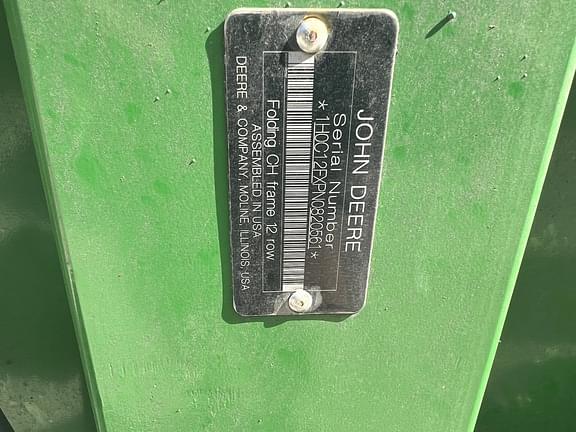 JOHN DEERE
Serial Number
* 1H0C12FXPN0820561 *
Folding CH frame 12 row
ASSEMBLED IN USA
DEERE & COMPANY, MOLINE, ILLINOIS, USA